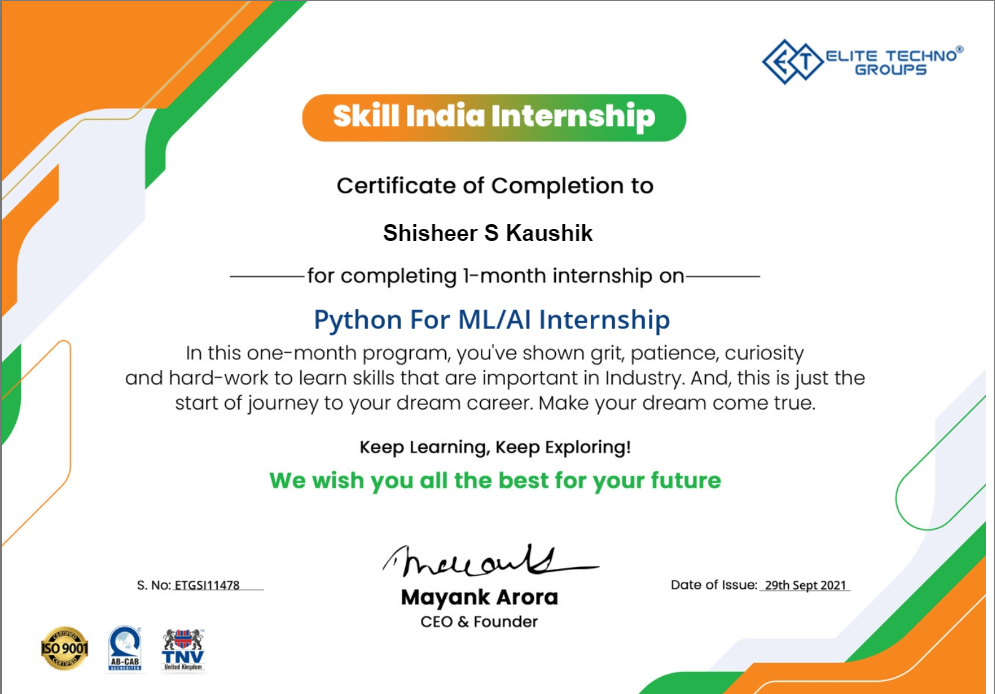 ELITE TECHNO®
GROUPS
Skill India Internship
Certificate of Completion to
Shisheer S Kaushik
for completing 1-month internship on
Python For ML/AI Internship
In this one-month program, you've shown grit, patience, curiosity
and hard-work to learn skills that are important in Industry. And, this is just the
start of journey to your dream career. Make your dream come true.
Keep Learning, Keep Exploring!
We wish you all the best for your future
S. No: ETGSI11478
Date of Issue: 29th Sept 2021
Mayank Arora
CEO & Founder
CERTIFIED
ISO 9001
CERTIFIED
AB-CAB
ACCREDITED
TNV
United Kingdom